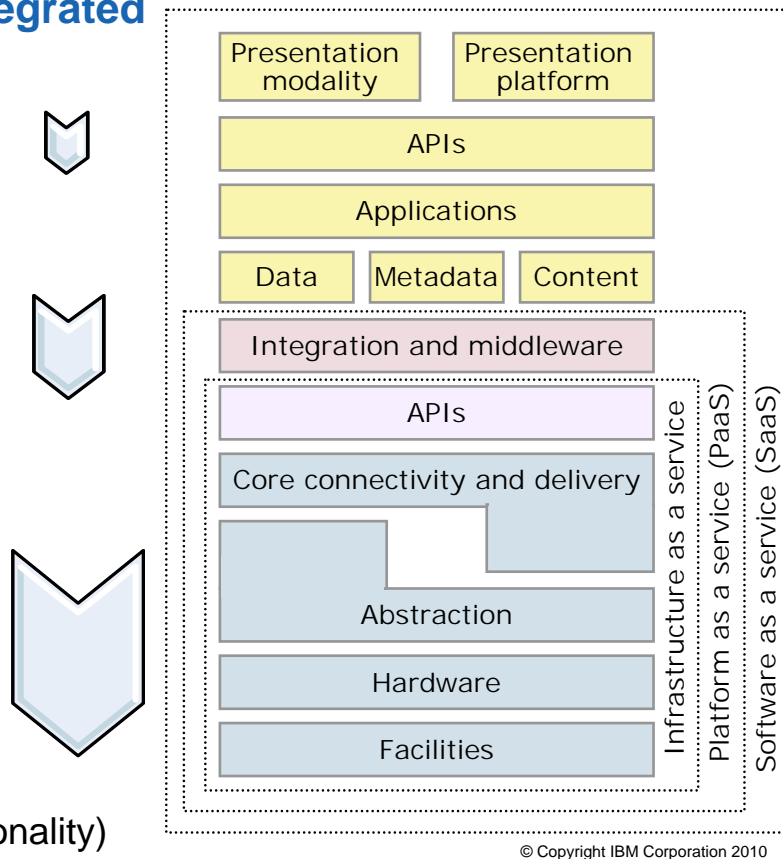 egrated
Presentation
modality
Presentation
platform
APIs
Applications
Data
Metadata
Content
Integration and middleware
APIs
Core connectivity and delivery
Abstraction
Hardware
Facilities
Infrastructure as a service
Platform as a service (PaaS)
Software as a service (SaaS)
onality)
© Copyright IBM Corporation 2010